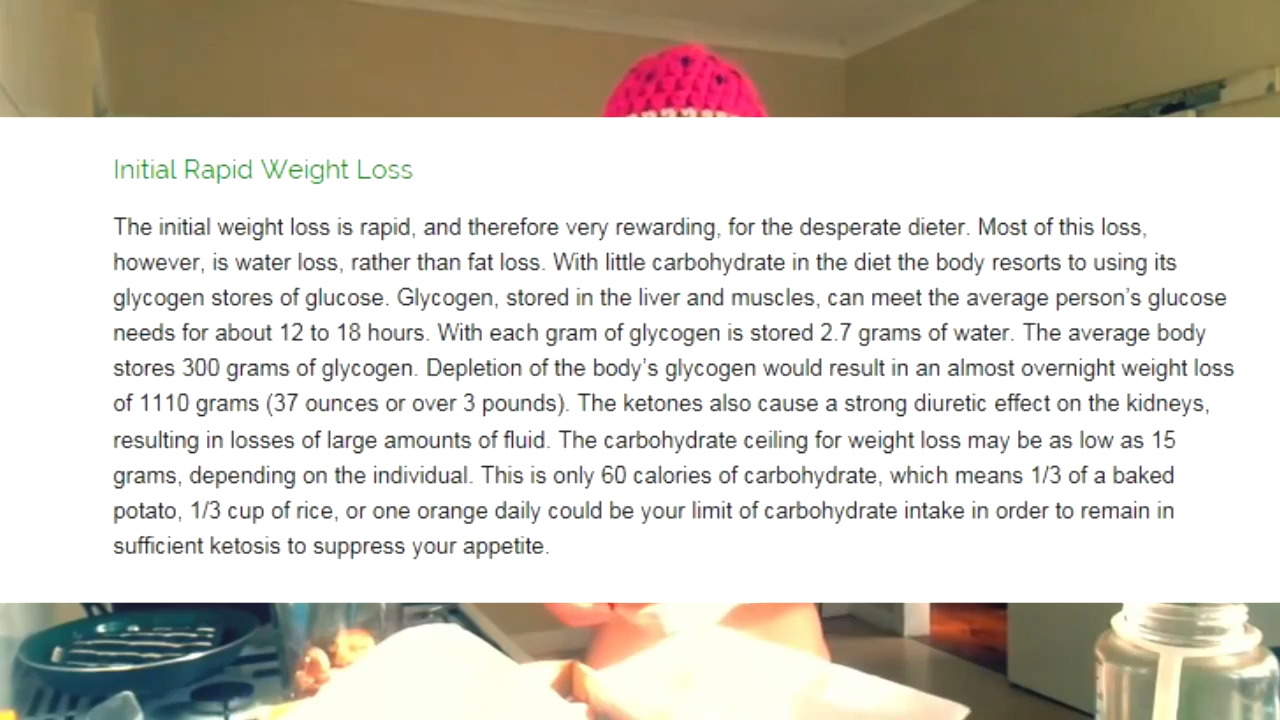 Initial Rapid Weight Loss
The initial weight loss is rapid, and therefore very rewarding, for the desperate dieter. Most of this loss,
however, is water loss, rather than fat loss. With little carbohydrate in the diet the body resorts to using its
glycogen stores of glucose. Glycogen, stored in the liver and muscles, can meet the average person’s glucose
needs for about 12 to 18 hours. With each gram of glycogen is stored 2.7 grams of water. The average body
stores 300 grams of glycogen. Depletion of the body’s glycogen would result in an almost overnight weight loss
of 1110 grams (37 ounces or over 3 pounds). The ketones also cause a strong diuretic effect on the kidneys,
resulting in losses of large amounts of fluid. The carbohydrate ceiling for weight loss may be as low as 15
grams, depending on the individual. This is only 60 calories of carbohydrate, which means 1/3 of a baked
potato, 1/3 cup of rice, or one orange daily could be your limit of carbohydrate intake in order to remain in
sufficient ketosis to suppress your appetite.